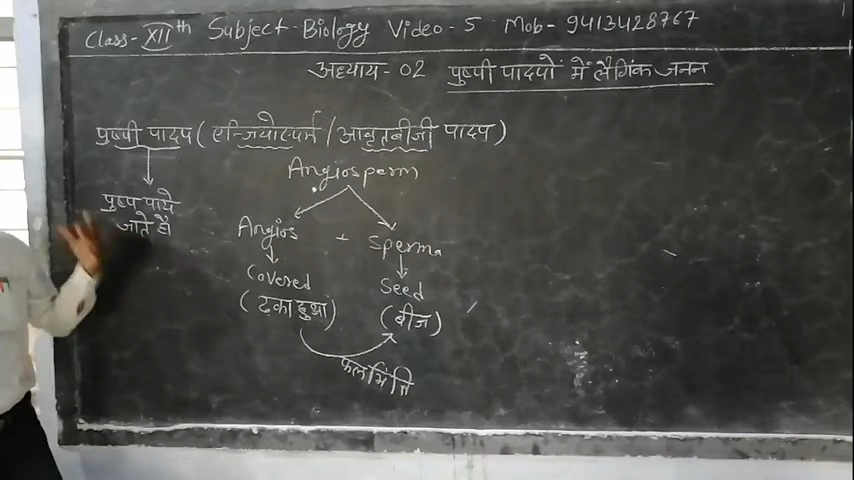 Class- XIIth Subject- Biology Video- 5 Mob- 9413428767
अध्याय- 02 पुष्पी पादपों में लैंगिक जनन
पुष्पी पादप ( एन्जियोस्पर्म / आवृतबीजी पादप )
Angiosperm
पुष्प पाये
जाते हैं
Angios + Sperma
Covered Seed
( ढ़का हुआ ) ( बीज )
फलभित्ति